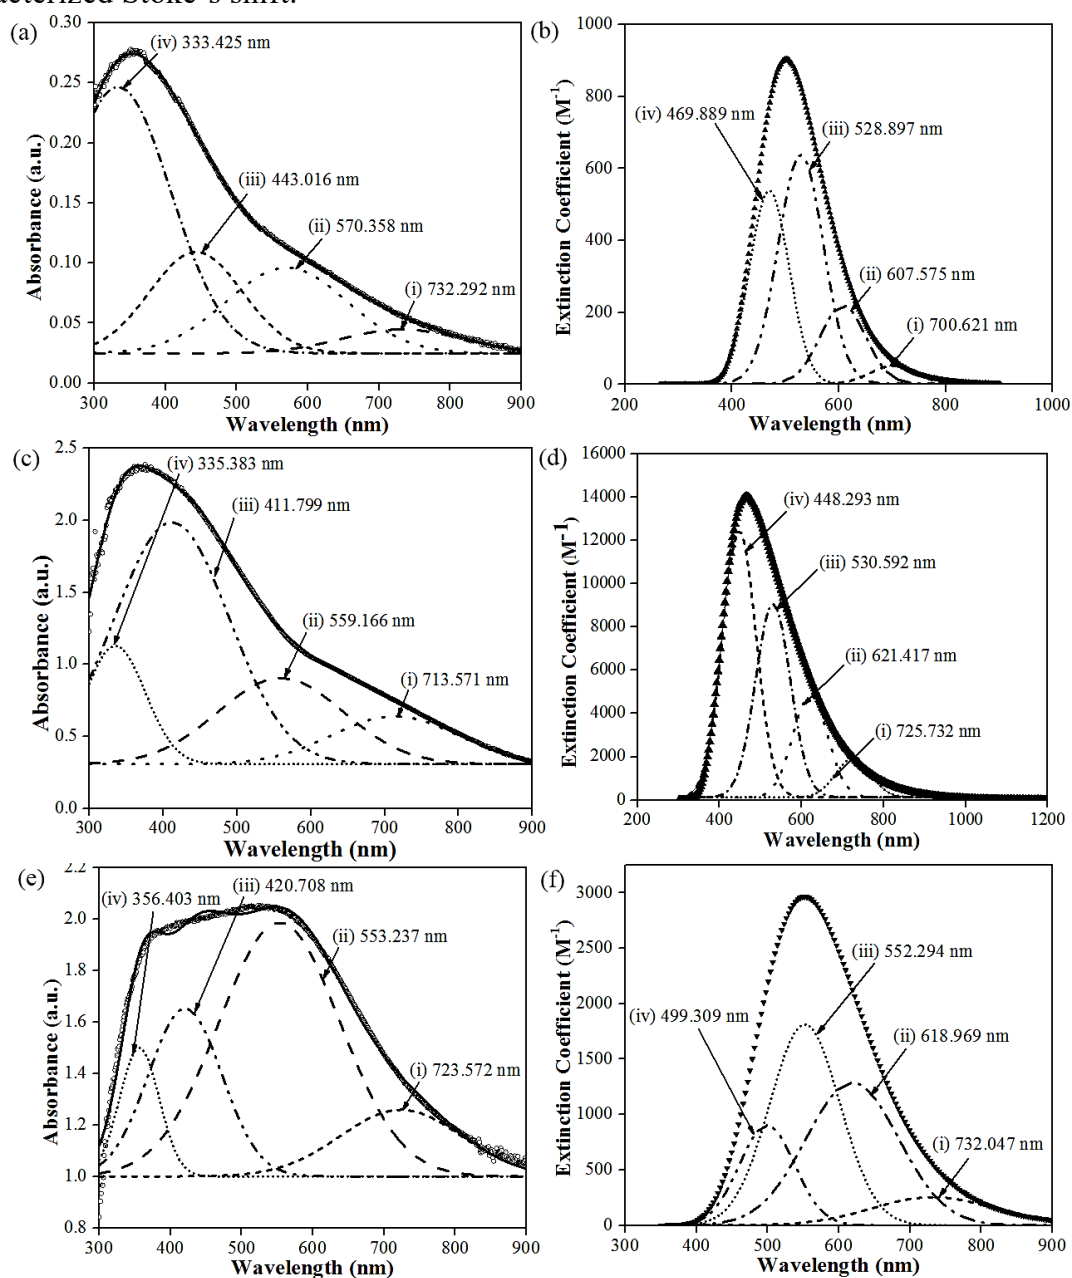 acterized Stoke's shift.
(a)
0.30
0.25
0.20
0.15
0.10
0.05
0.00
Absorbance (a.u.)
(iv) 333.425 nm
(iii) 443.016 nm
(ii) 570.358 nm
(i) 732.292 nm
300 400 500 600 700 800 900
Wavelength (nm)
(b)
1000
800
600
400
200
0
Extinction Coefficient (M⁻¹)
(iv) 469.889 nm
(iii) 528.897 nm
(ii) 607.575 nm
(i) 700.621 nm
200 400 600 800 1000
Wavelength (nm)
(c)
2.5
2.0
1.5
1.0
0.5
0.0
Absorbance (a.u.)
(iv) 335.383 nm
(iii) 411.799 nm
(ii) 559.166 nm
(i) 713.571 nm
300 400 500 600 700 800 900
Wavelength (nm)
(d)
16000
14000
12000
10000
8000
6000
4000
2000
0
Extinction Coefficient (M⁻¹)
(iv) 448.293 nm
(iii) 530.592 nm
(ii) 621.417 nm
(i) 725.732 nm
200 400 600 800 1000 1200
Wavelength (nm)
(e)
2.2
2.0
1.8
1.6
1.4
1.2
1.0
0.8
Absorbance (a.u.)
(iv) 356.403 nm
(iii) 420.708 nm
(ii) 553.237 nm
(i) 723.572 nm
300 400 500 600 700 800 900
Wavelength (nm)
(f)
3000
2500
2000
1500
1000
500
0
Extinction Coefficient (M⁻¹)
(iii) 552.294 nm
(iv) 499.309 nm
(ii) 618.969 nm
(i) 732.047 nm
300 400 500 600 700 800 900
Wavelength (nm)